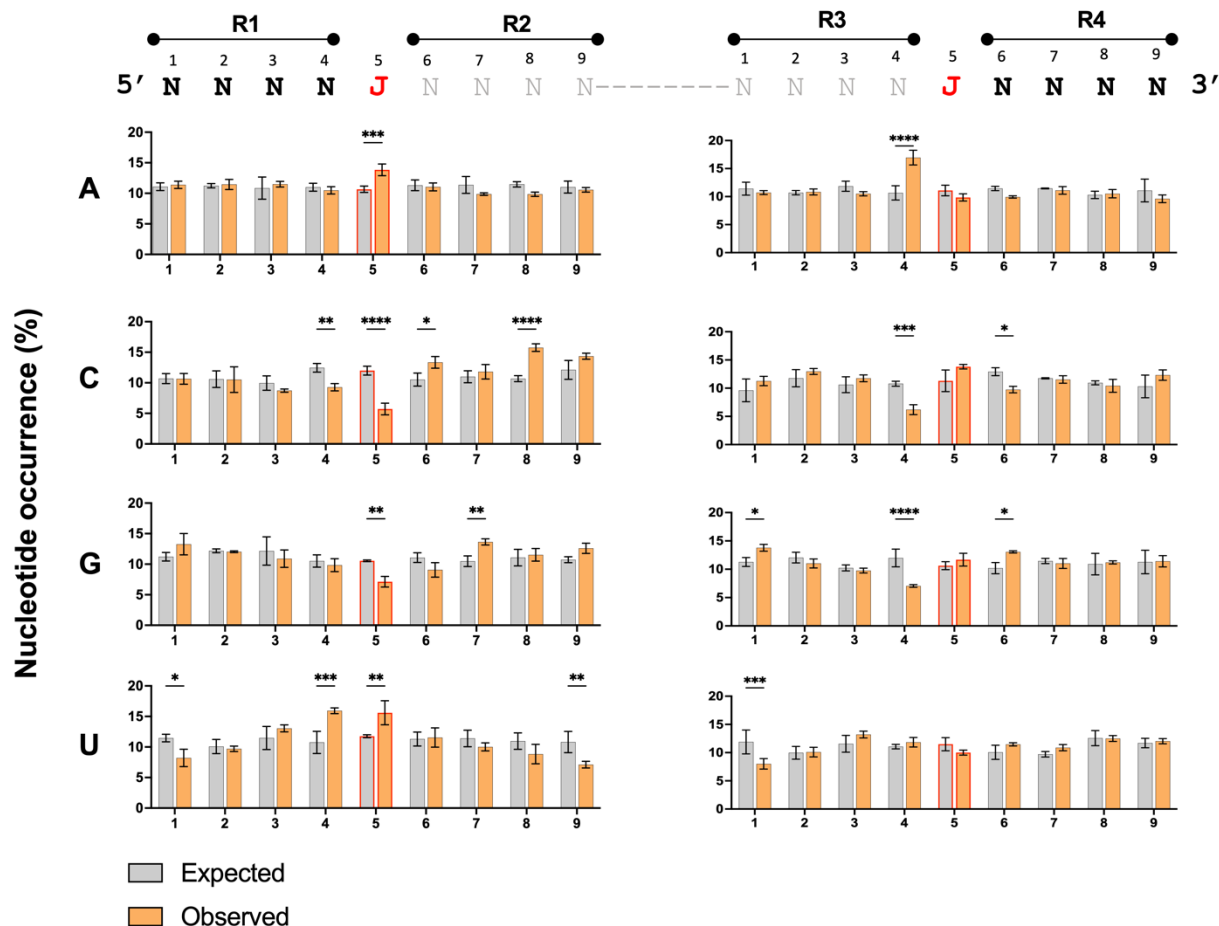 R1 R2 R3 R4
1 2 3 4 5 6 7 8 9 1 2 3 4 5 6 7 8 9
5′ N N N N J N N N N--------N N N N J N N N N 3′
Nucleotide occurrence (%)
A
20
15
10
5
0
***
1 2 3 4 5 6 7 8 9
20
15
10
5
0
****
1 2 3 4 5 6 7 8 9
C
20
15
10
5
0
** **** * ****
1 2 3 4 5 6 7 8 9
20
15
10
5
0
*** *
1 2 3 4 5 6 7 8 9
G
20
15
10
5
0
** **
1 2 3 4 5 6 7 8 9
20
15
10
5
0
* **** *
1 2 3 4 5 6 7 8 9
U
20
15
10
5
0
* *** ** **
1 2 3 4 5 6 7 8 9
20
15
10
5
0
***
1 2 3 4 5 6 7 8 9
Expected
Observed